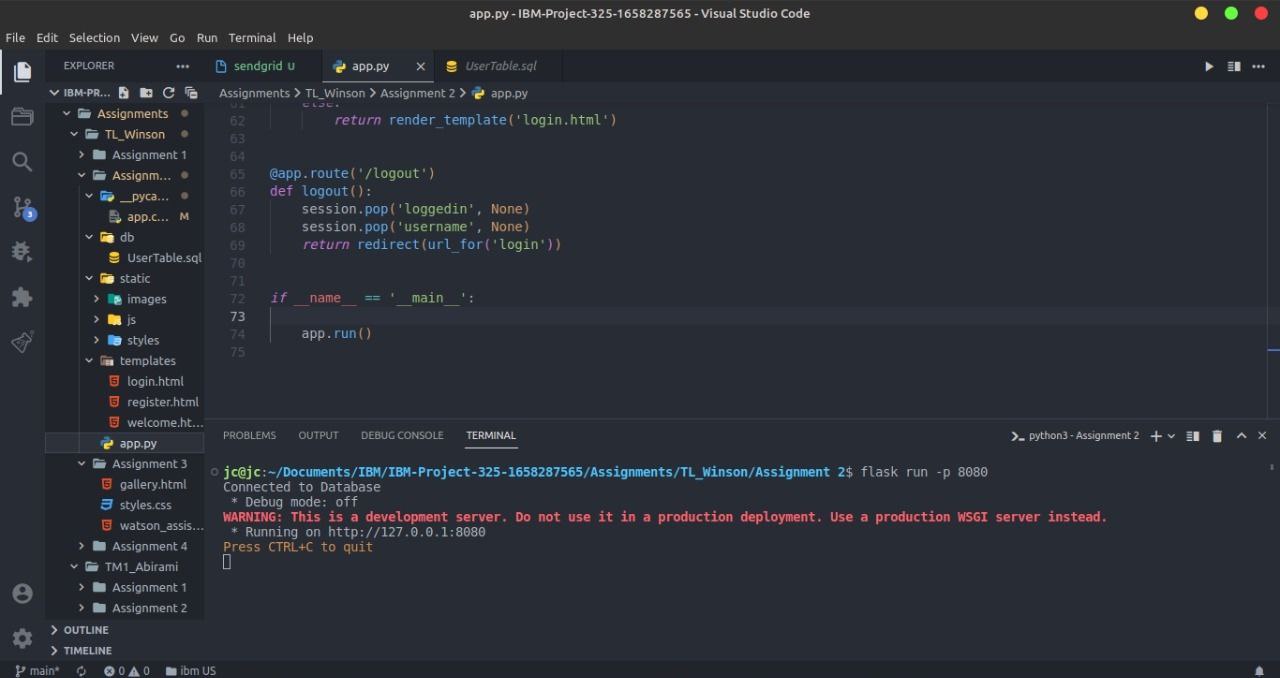 app.py - IBM-Project-325-1658287565 - Visual Studio Code
File Edit Selection View Go Run Terminal Help
EXPLORER
sendgrid U
app.py
UserTable.sql
IBM-PR...
Assignments > TL_Winson > Assignment 2 > app.py
Assignments
TL_Winson
Assignment 1
Assignm...
__pyca...
app.c... M
db
UserTable.sql
static
images
js
styles
templates
login.html
register.html
welcome.ht...
app.py
Assignment 3
gallery.html
styles.css
watson_assis...
Assignment 4
TM1_Abirami
Assignment 1
Assignment 2
OUTLINE
TIMELINE
61 else:
62 return render_template('login.html')
63
64
65 @app.route('/logout')
66 def logout():
67 session.pop('loggedin', None)
68 session.pop('username', None)
69 return redirect(url_for('login'))
70
71
72 if __name__ == '__main__':
73
74 app.run()
75
PROBLEMS OUTPUT DEBUG CONSOLE TERMINAL
python3 - Assignment 2
jc@jc:~/Documents/IBM/IBM-Project-325-1658287565/Assignments/TL_Winson/Assignment 2$ flask run -p 8080
Connected to Database
* Debug mode: off
WARNING: This is a development server. Do not use it in a production deployment. Use a production WSGI server instead.
* Running on http://127.0.0.1:8080
Press CTRL+C to quit
3
main* 0 0 ibm US